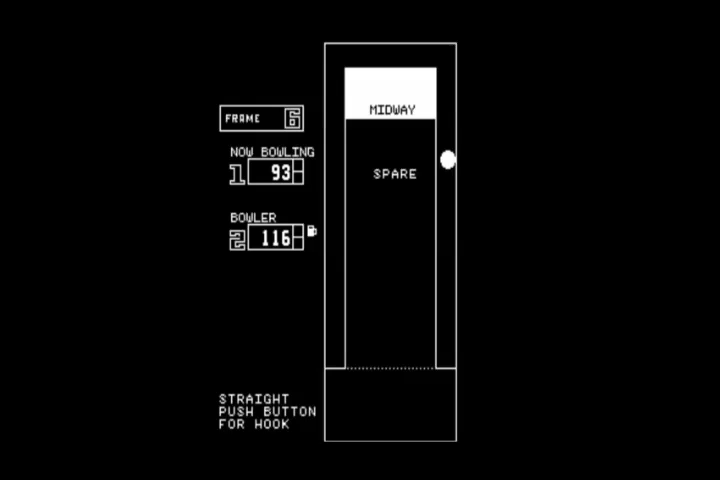 MIDWAY
FRAME 6
NOW BOWLING
1 93
SPARE
BOWLER
2 116
STRAIGHT
PUSH BUTTON
FOR HOOK